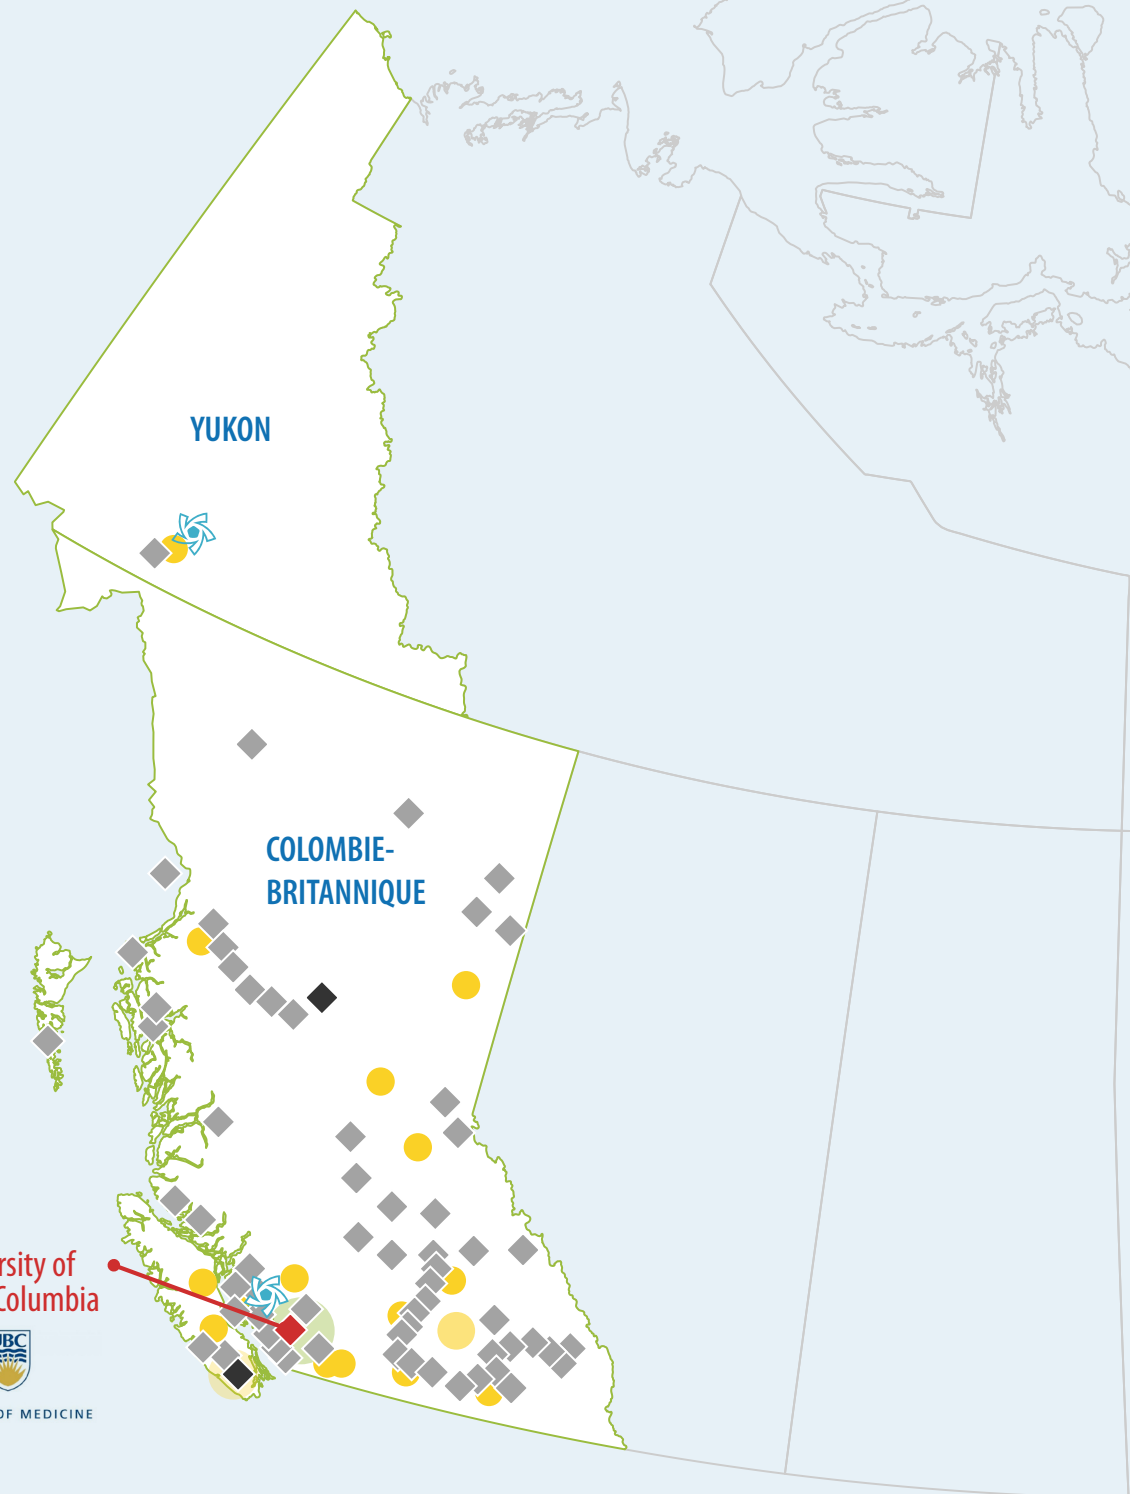 YUKON
COLOMBIE-
BRITANNIQUE
rsity of
Columbia
UBC
OF MEDICINE